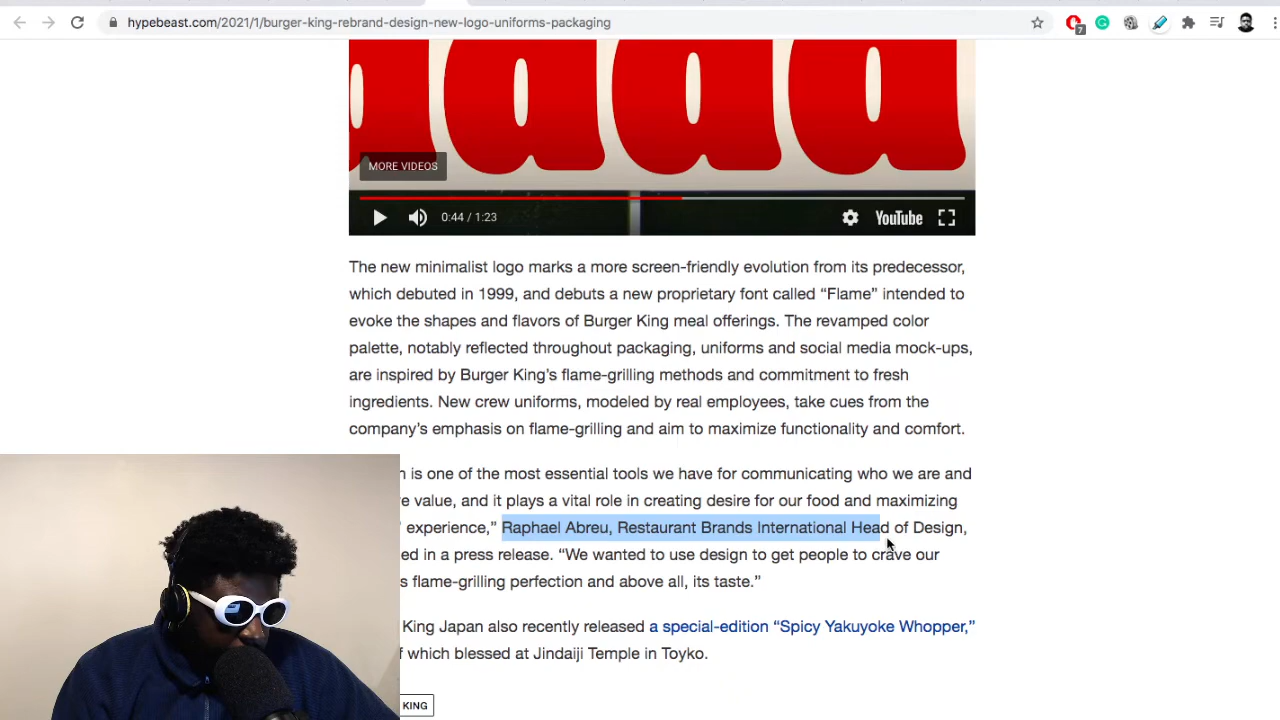 hypebeast.com/2021/1/burger-king-rebrand-design-new-logo-uniforms-packaging
7
MORE VIDEOS
0:44 / 1:23
YouTube
The new minimalist logo marks a more screen-friendly evolution from its predecessor,
which debuted in 1999, and debuts a new proprietary font called “Flame” intended to
evoke the shapes and flavors of Burger King meal offerings. The revamped color
palette, notably reflected throughout packaging, uniforms and social media mock-ups,
are inspired by Burger King’s flame-grilling methods and commitment to fresh
ingredients. New crew uniforms, modeled by real employees, take cues from the
company’s emphasis on flame-grilling and aim to maximize functionality and comfort.
is one of the most essential tools we have for communicating who we are and
value, and it plays a vital role in creating desire for our food and maximizing
experience,” Raphael Abreu, Restaurant Brands International Head of Design,
in a press release. “We wanted to use design to get people to crave our
flame-grilling perfection and above all, its taste.”
King Japan also recently released a special-edition “Spicy Yakuyoke Whopper,”
of which blessed at Jindaiji Temple in Toyko.
KING